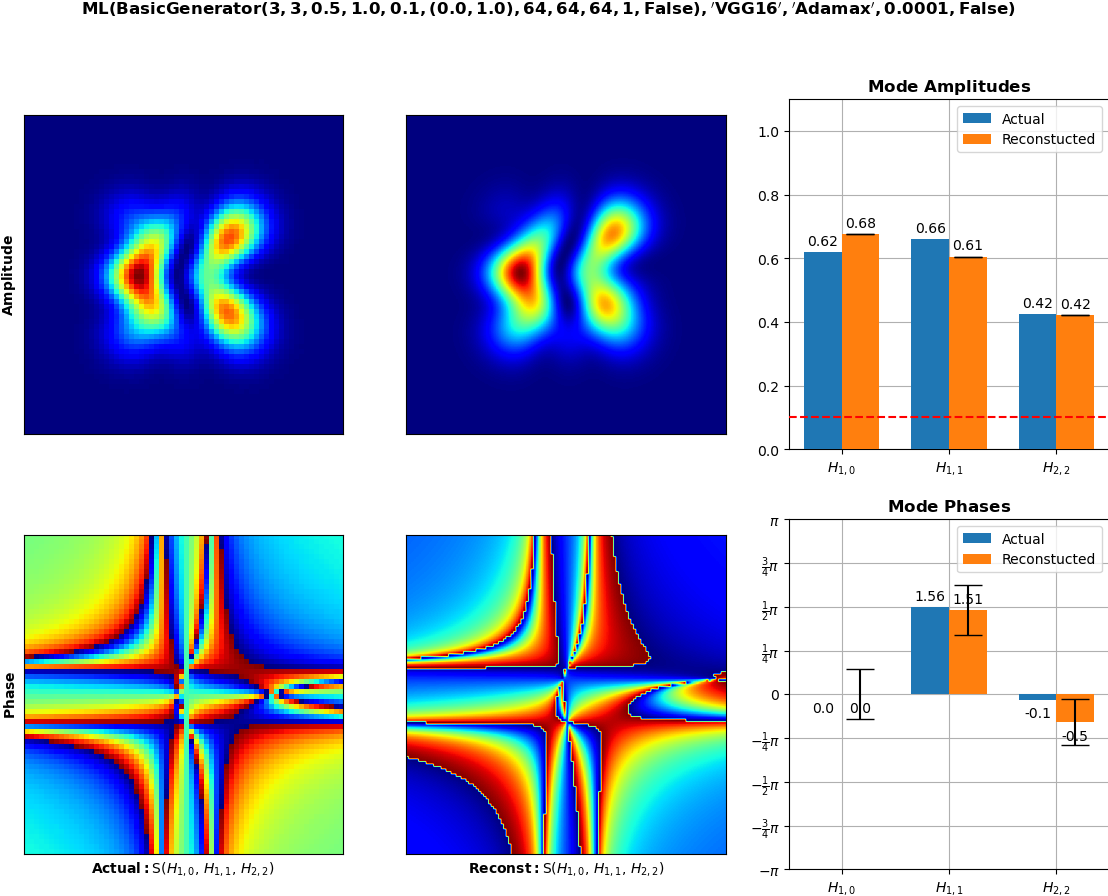 ML(BasicGenerator(3, 3, 0.5, 1.0, 0.1, (0.0, 1.0), 64, 64, 64, 1, False), ′VGG16′, ′Adamax′, 0.0001, False)
Amplitude
Mode Amplitudes
Actual
Reconstucted
1.0
0.8
0.6
0.4
0.2
0.0
0.62
0.68
0.66
0.61
0.42
0.42
H1,0
H1,1
H2,2
Phase
Actual: S(H1,0, H1,1, H2,2)
Reconst: S(H1,0, H1,1, H2,2)
Mode Phases
Actual
Reconstucted
π
3/4π
1/2π
1/4π
0
−1/4π
−1/2π
−3/4π
−π
0.0
0.0
1.56
1.51
-0.1
-0.5
H1,0
H1,1
H2,2